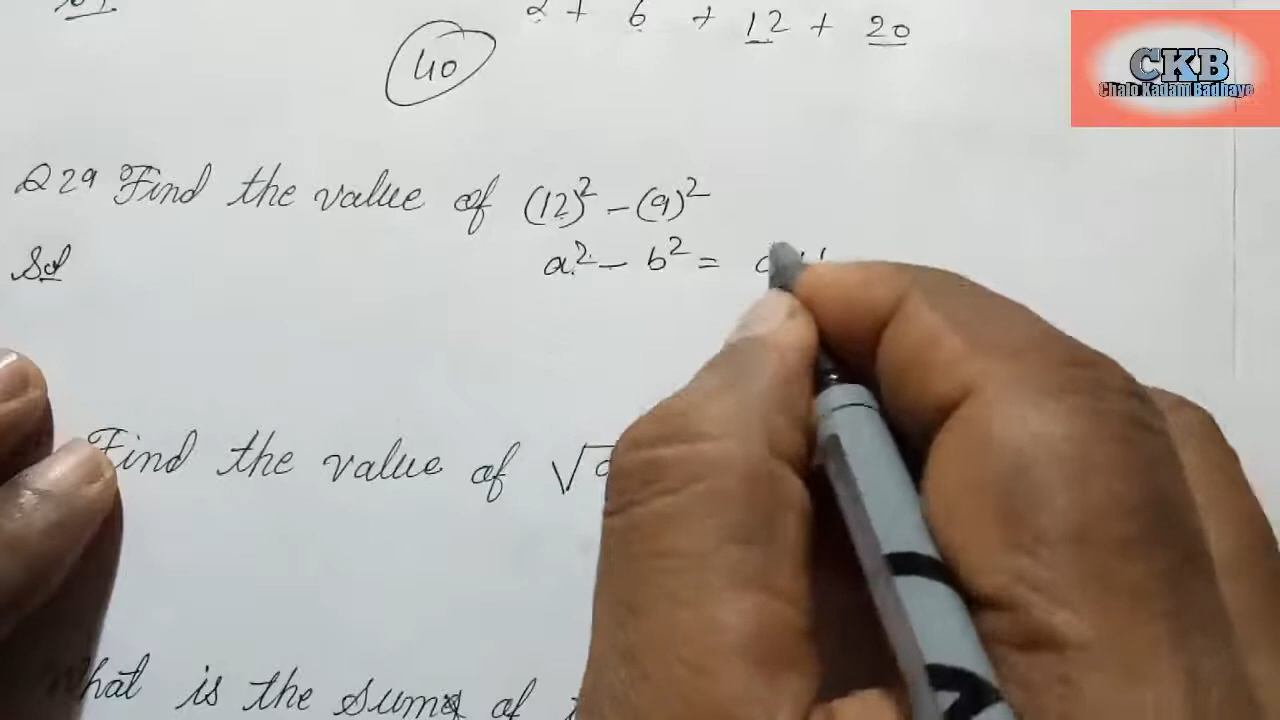 2 + 6 + 12 + 20
40
CKB
Chalo Kadam Badhaye
Q29 Find the value of (12)² - (9)²
Sol
a² - b² =
Find the value of √
What is the sum of